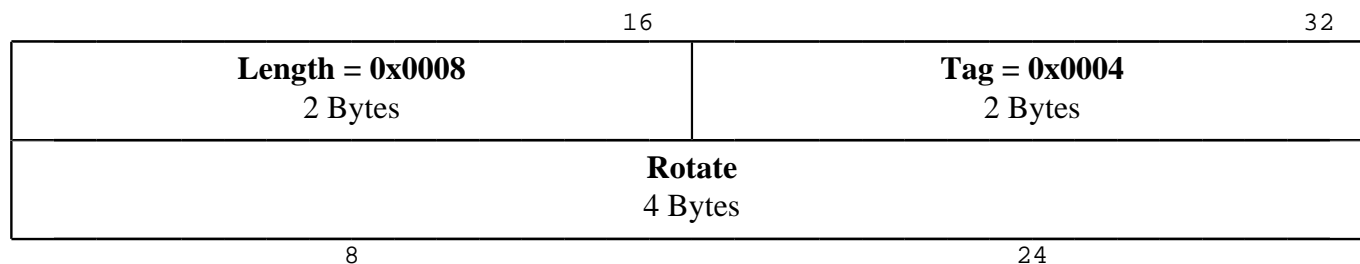 16 32
Length = 0x0008 Tag = 0x0004
2 Bytes 2 Bytes
Rotate
4 Bytes
8 24